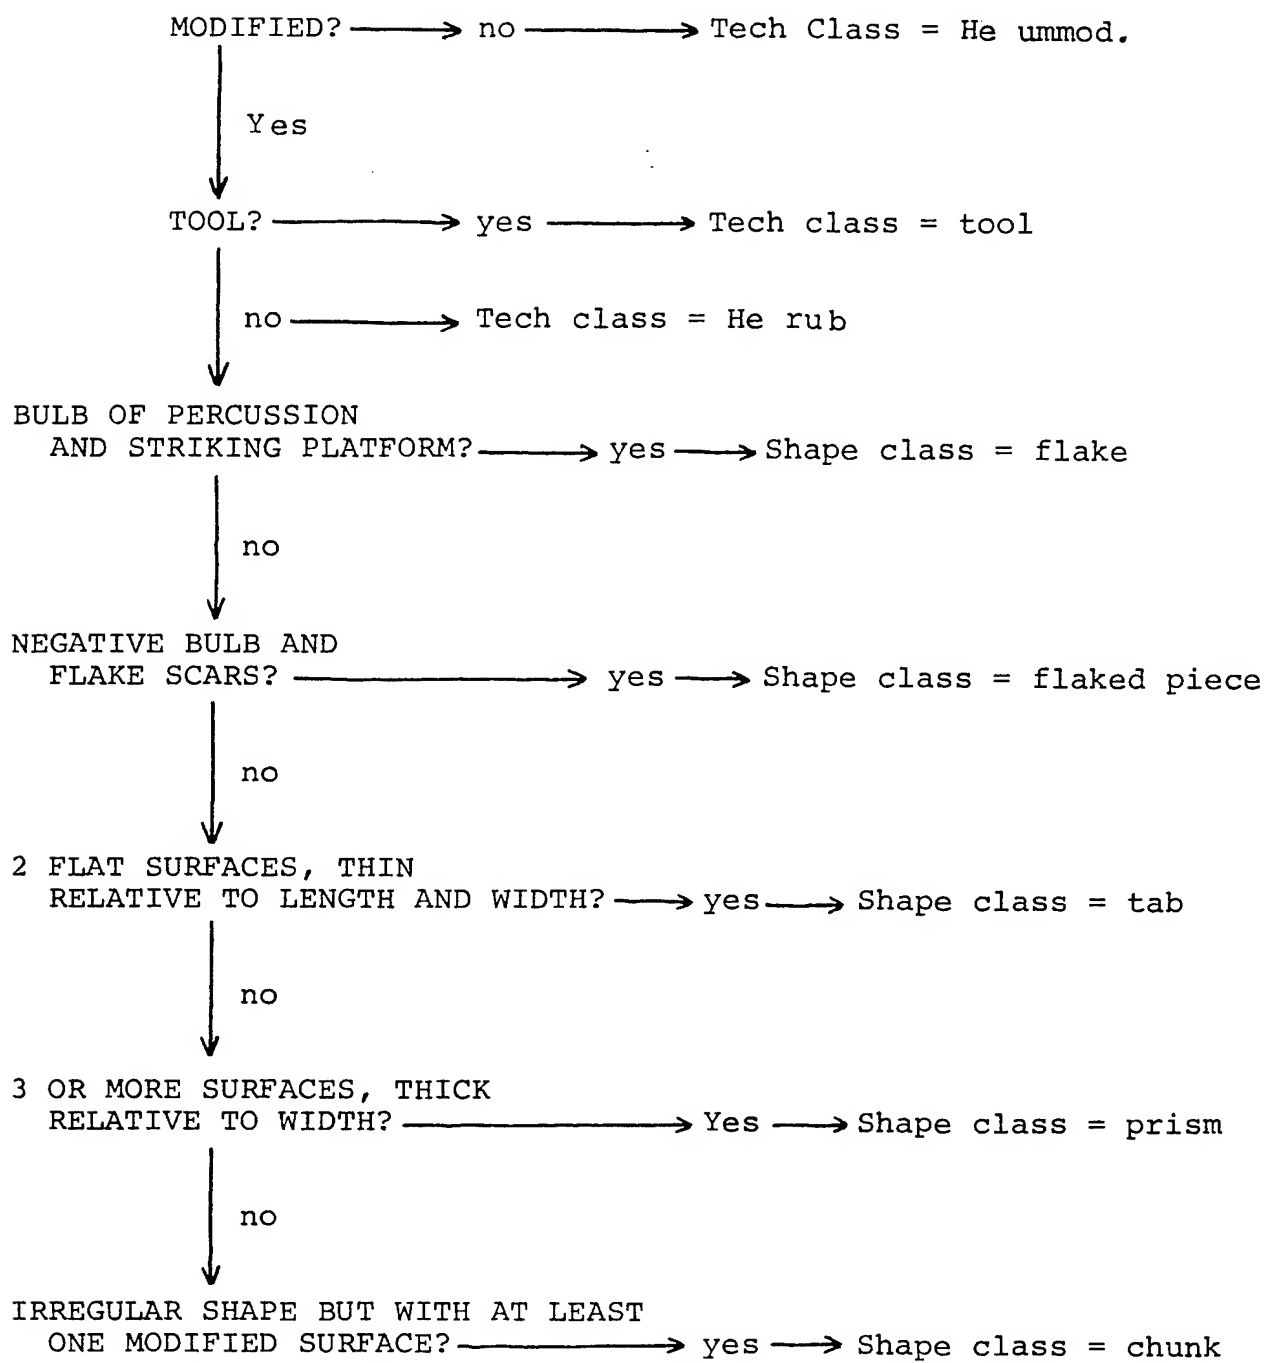 MODIFIED? no Tech Class = He ummod.
Yes
TOOL? yes Tech class = tool
no Tech class = He rub
BULB OF PERCUSSION
AND STRIKING PLATFORM? yes Shape class = flake
no
NEGATIVE BULB AND
FLAKE SCARS? yes Shape class = flaked piece
no
2 FLAT SURFACES, THIN
RELATIVE TO LENGTH AND WIDTH? yes Shape class = tab
no
3 OR MORE SURFACES, THICK
RELATIVE TO WIDTH? Yes Shape class = prism
no
IRREGULAR SHAPE BUT WITH AT LEAST
ONE MODIFIED SURFACE? yes Shape class = chunk